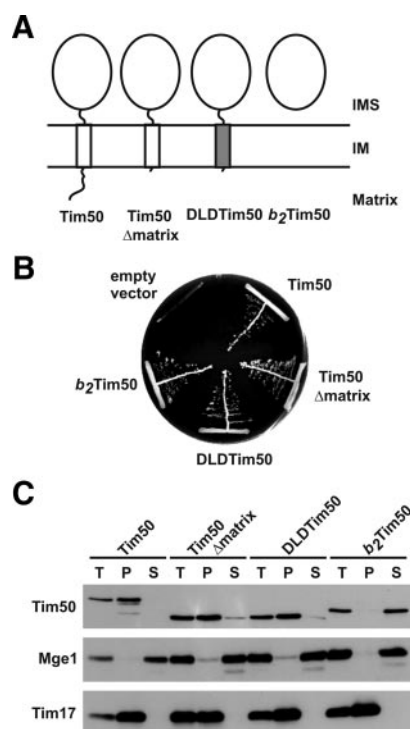 A
IMS
IM
Matrix
Tim50
Tim50 Δmatrix
DLDTim50
b2Tim50
B
empty vector
Tim50
b2Tim50
Tim50 Δmatrix
DLDTim50
C
Tim50
Tim50 Δmatrix
DLDTim50
b2Tim50
T P S T P S T P S T P S
Tim50
Mge1
Tim17